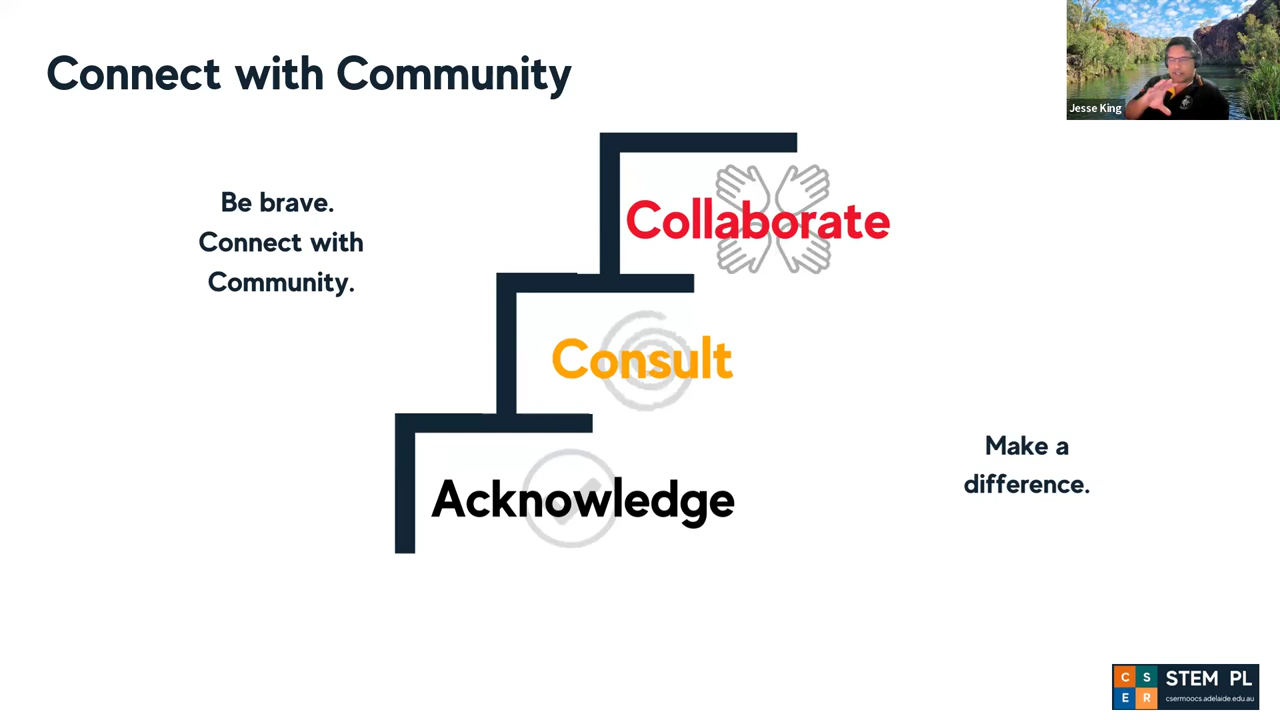 Connect with Community
Jesse King
Be brave.
Connect with
Community.
Collaborate
Consult
Acknowledge
Make a
difference.
C S
E R
STEM PL
csermoocs.adelaide.edu.au